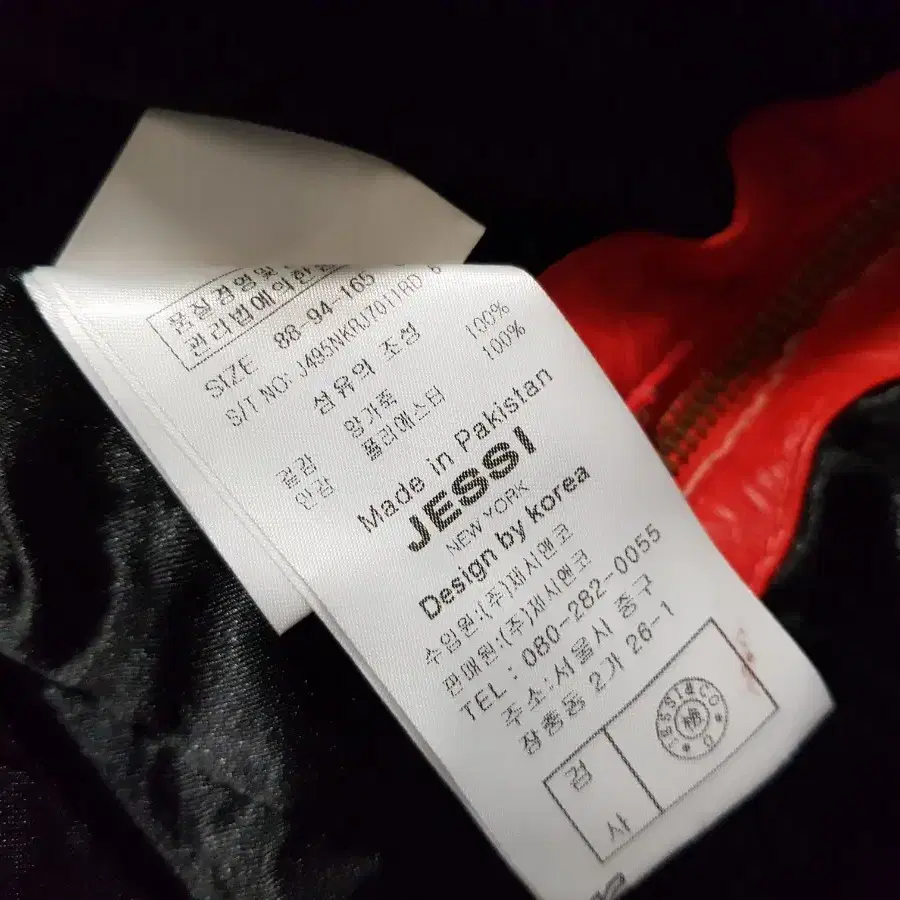 품질경영및
관리법에의한
SIZE 88-94-165
S/T NO: J495NKRJ7011RD
섬유의 조성
겉감 양가죽 100%
안감 폴리에스터 100%
Made in Pakistan
JESSI
NEW YORK
Design by korea
수입원:(주)제시앤코
판매원:(주)제시앤코
TEL : 080-282-0055
주소:서울시 중구
장충동 2가 26-1
검
사